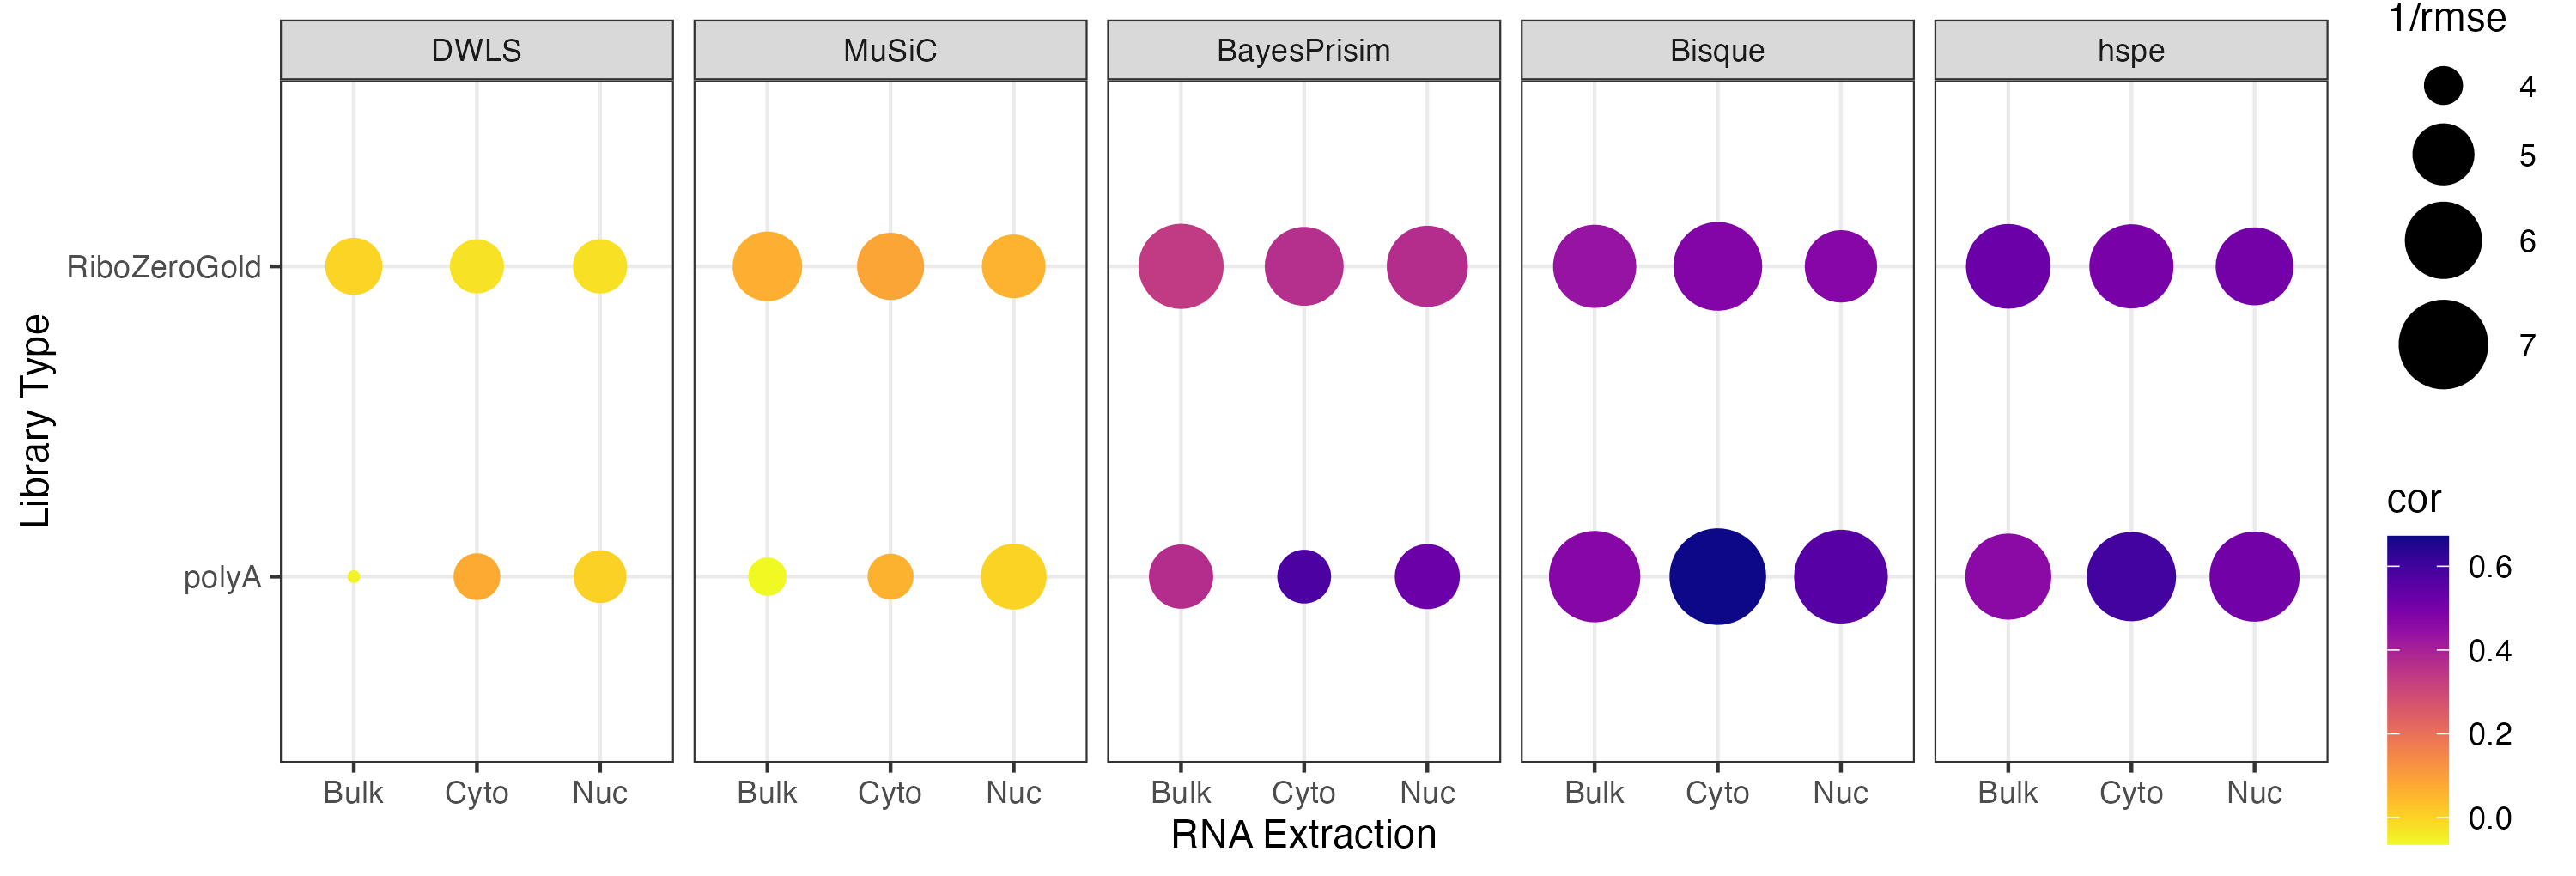 DWLS
MuSiC
BayesPrisim
Bisque
hspe
Library Type
RiboZeroGold
polyA
Bulk Cyto Nuc
Bulk Cyto Nuc
Bulk Cyto Nuc
Bulk Cyto Nuc
Bulk Cyto Nuc
RNA Extraction
1/rmse
4
5
6
7
cor
0.6
0.4
0.2
0.0